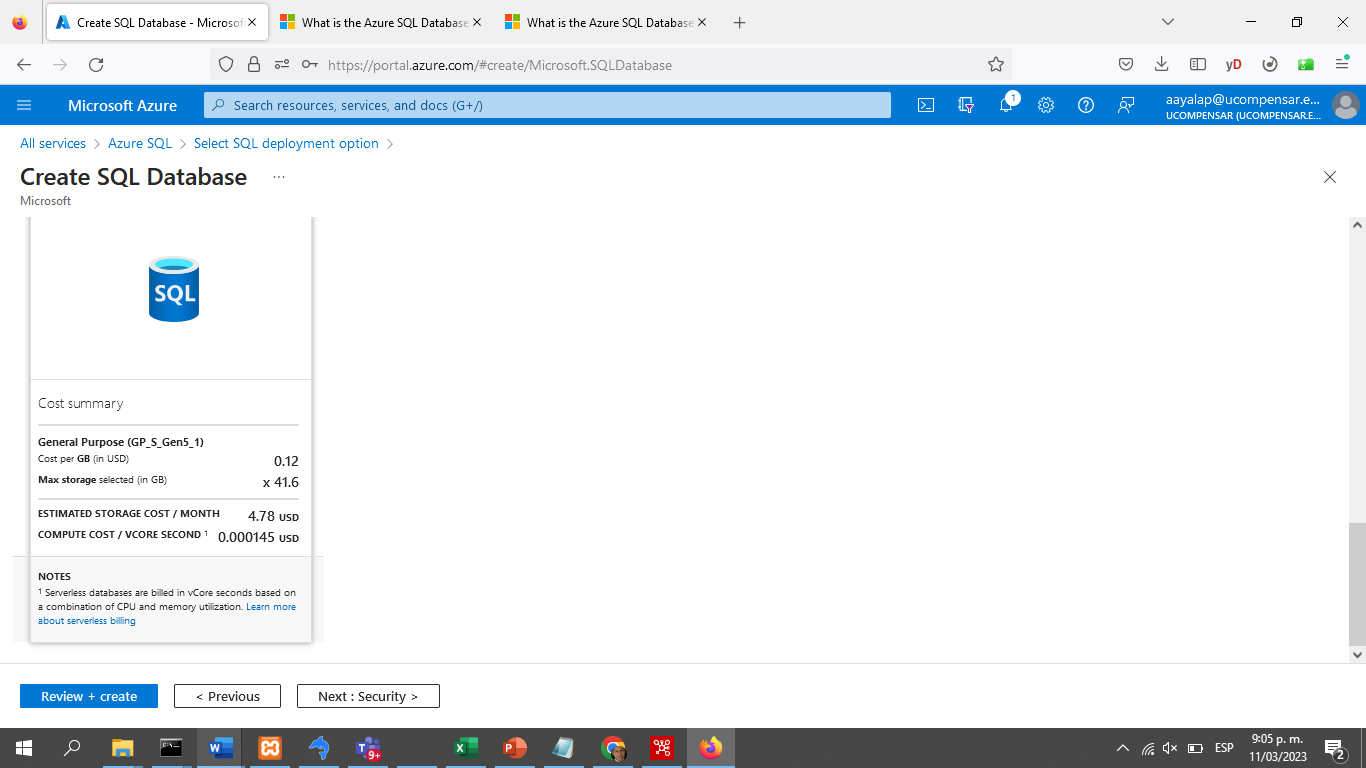 Create SQL Database - Microsof
What is the Azure SQL Database
What is the Azure SQL Database
https://portal.azure.com/#create/Microsoft.SQLDatabase
yD
Microsoft Azure
Search resources, services, and docs (G+/)
1
aayalap@ucompensar.e...
UCOMPENSAR (UCOMPENSAR.E...
All services > Azure SQL > Select SQL deployment option >
Create SQL Database ...
Microsoft
SQL
Cost summary
General Purpose (GP_S_Gen5_1)
Cost per GB (in USD) 0.12
Max storage selected (in GB) x 41.6
ESTIMATED STORAGE COST / MONTH 4.78 USD
COMPUTE COST / VCORE SECOND 1 0.000145 USD
NOTES
1 Serverless databases are billed in vCore seconds based on
a combination of CPU and memory utilization. Learn more
about serverless billing
Review + create
< Previous
Next : Security >
9+
ESP
9:05 p. m.
11/03/2023
2